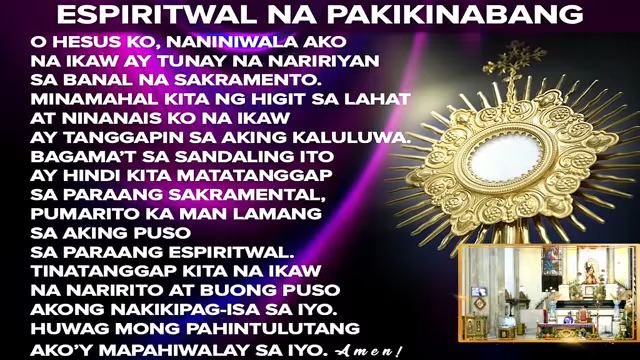 ESPIRITWAL NA PAKIKINABANG
O HESUS KO, NANINIWALA AKO
NA IKAW AY TUNAY NA NARIRIYAN
SA BANAL NA SAKRAMENTO.
MINAMAHAL KITA NG HIGIT SA LAHAT
AT NINANAIS KO NA IKAW
AY TANGGAPIN SA AKING KALULUWA.
BAGAMA'T SA SANDALING ITO
AY HINDI KITA MATATANGGAP
SA PARAANG SAKRAMENTAL,
PUMARITO KA MAN LAMANG
SA AKING PUSO
SA PARAANG ESPIRITWAL.
TINATANGGAP KITA NA IKAW
NA NARIRITO AT BUONG PUSO
AKONG NAKIKIPAG-ISA SA IYO.
HUWAG MONG PAHINTULUTANG
AKO'Y MAPAHIWALAY SA IYO. Amen!